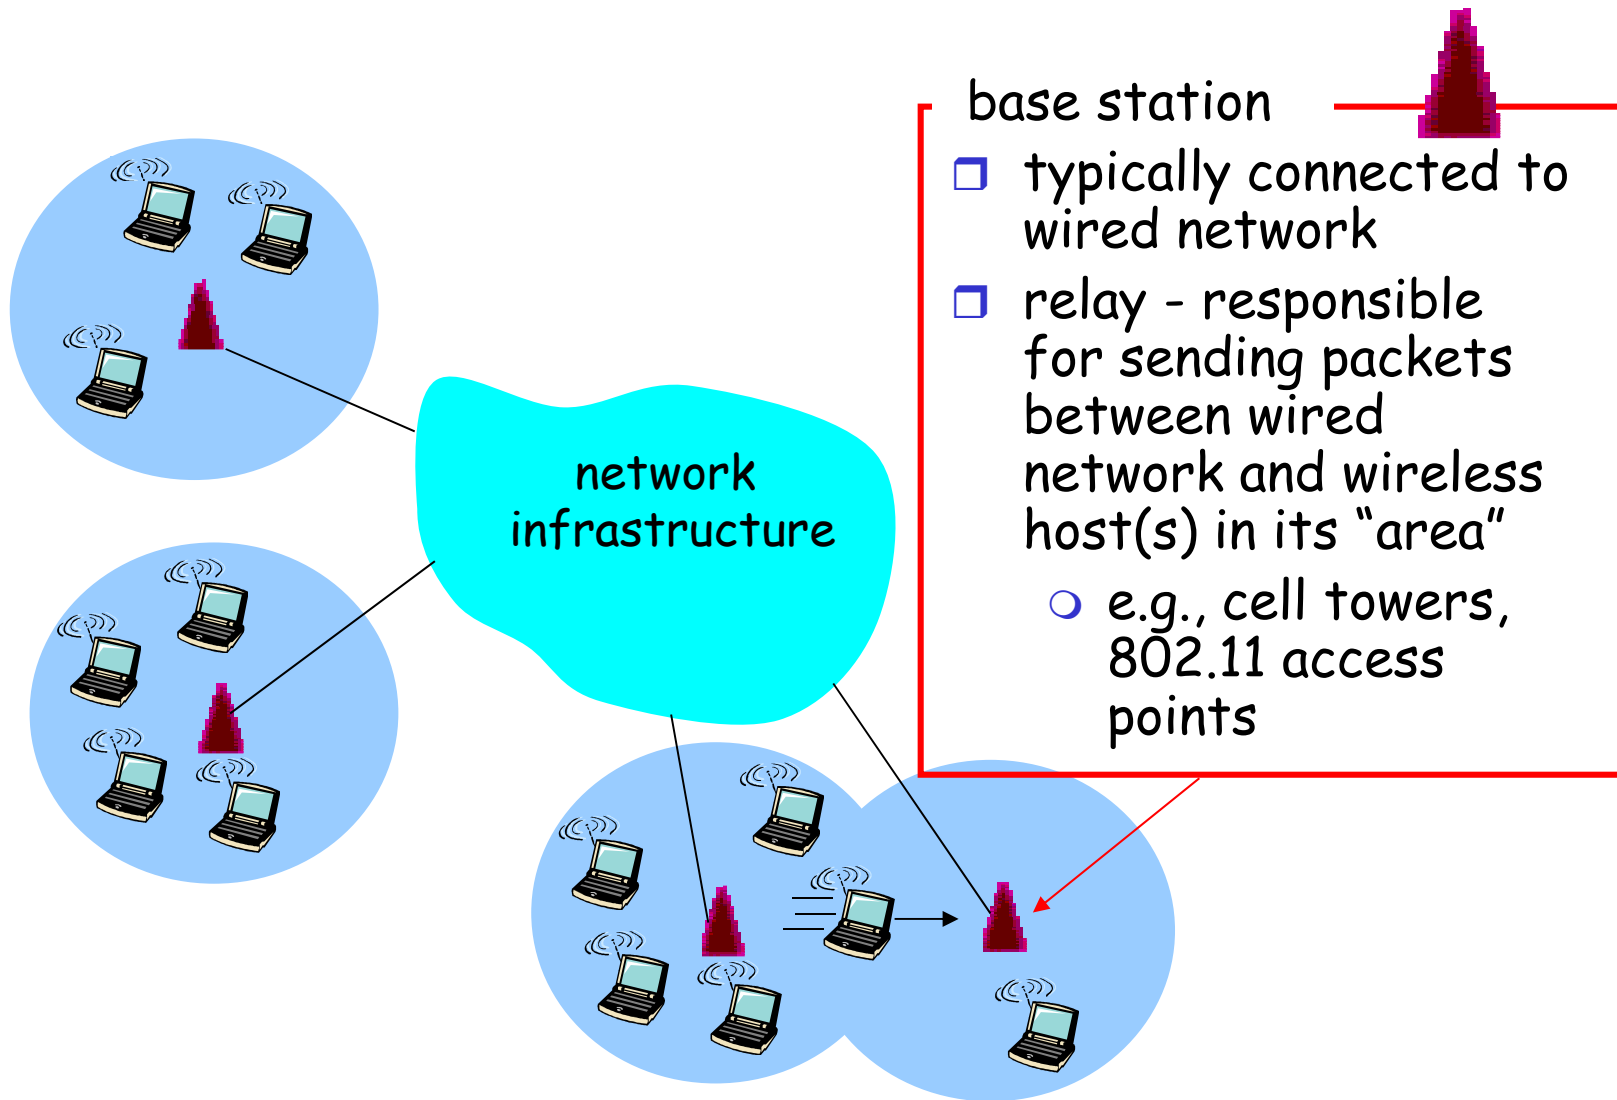 base station
typically connected to
wired network
relay - responsible
for sending packets
between wired
network and wireless
host(s) in its “area”
e.g., cell towers,
802.11 access
points
network
infrastructure